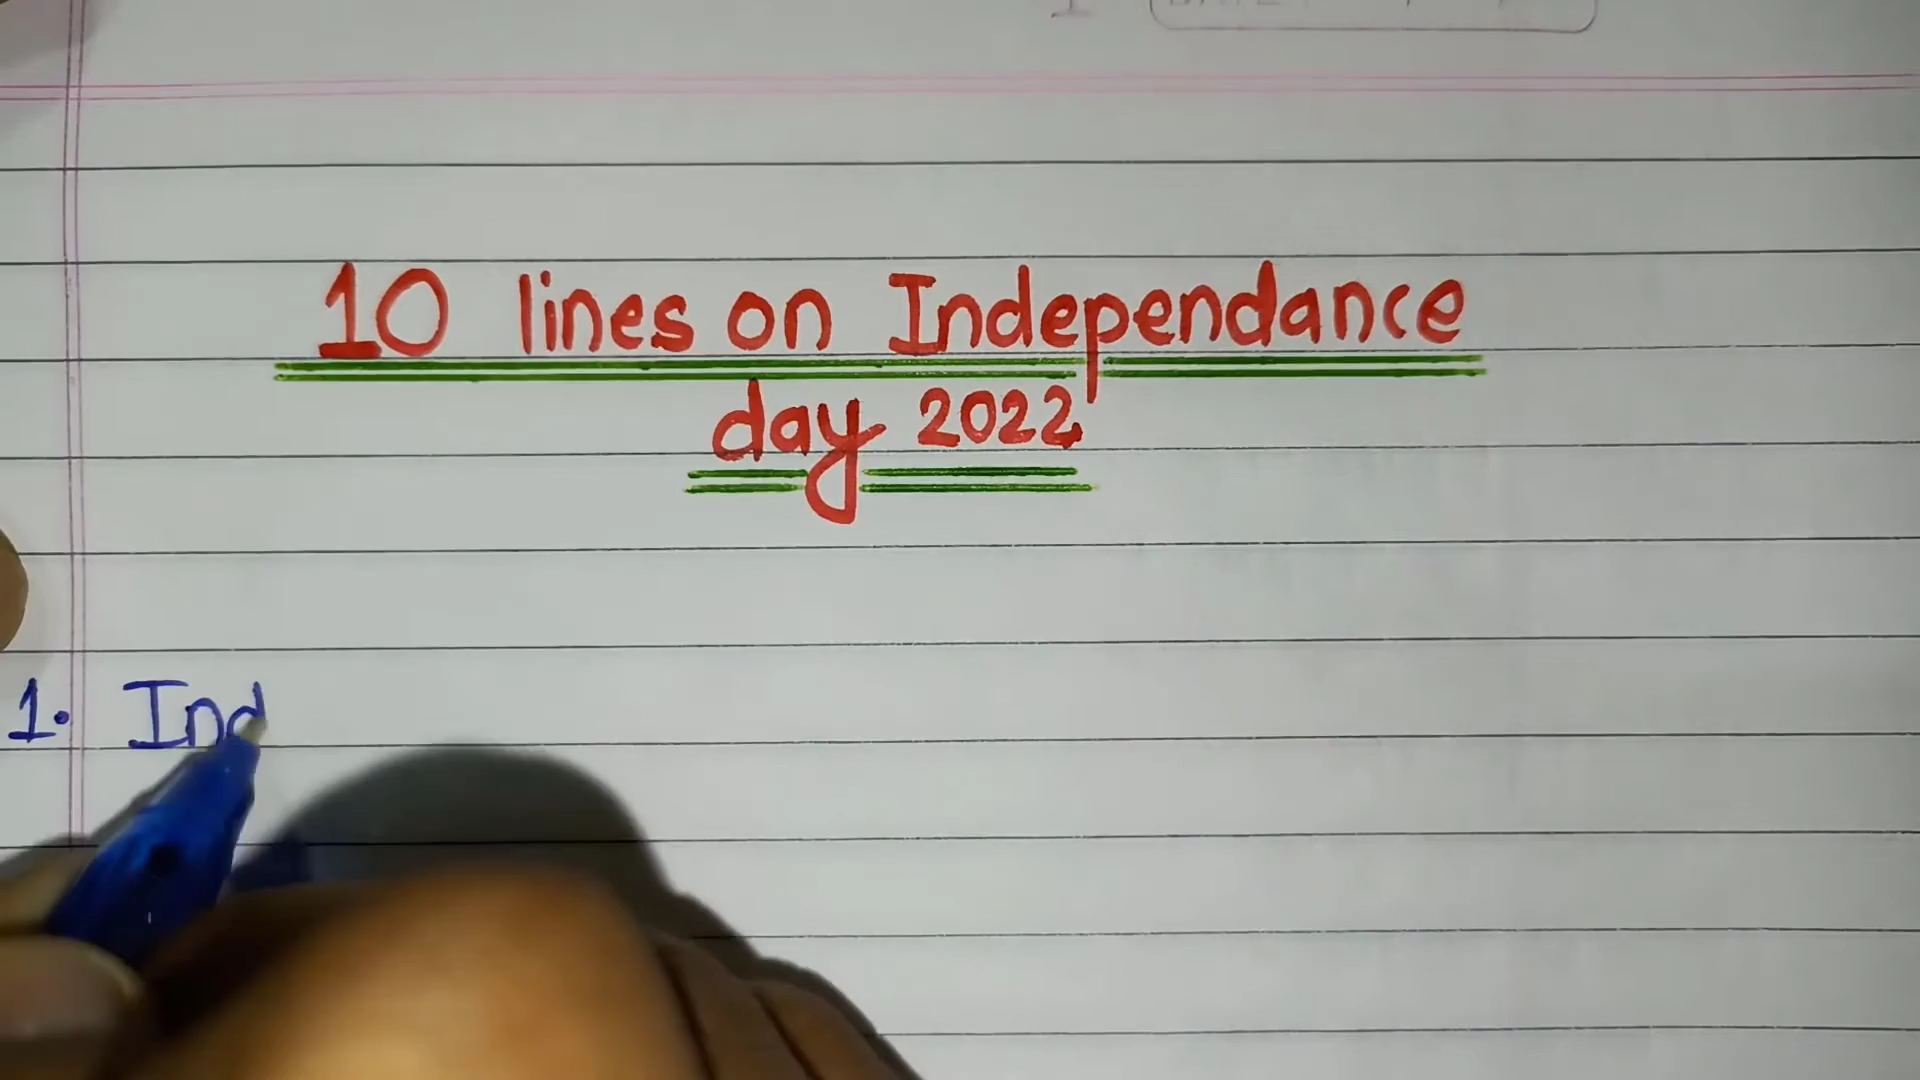 10 lines on Independance
day 2022
1. Ind